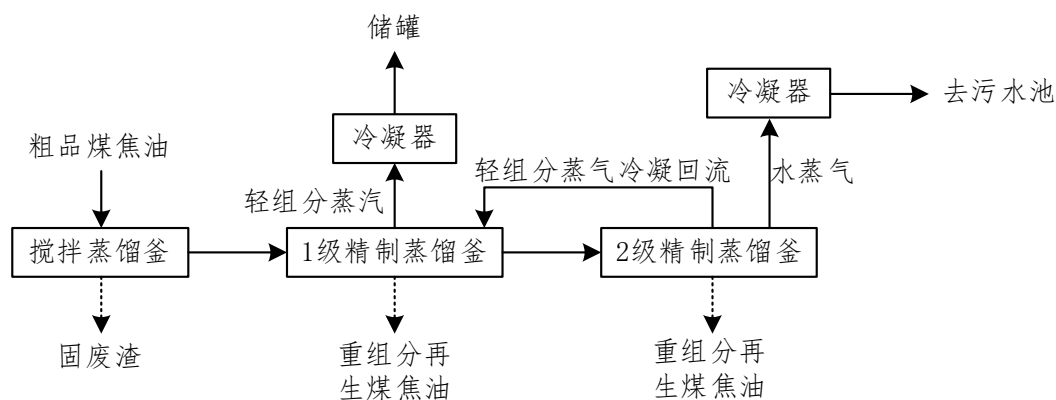 储罐
冷凝器
去污水池
冷凝器
粗品煤焦油
轻组分蒸气冷凝回流
水蒸气
轻组分蒸汽
搅拌蒸馏釜
1级精制蒸馏釜
2级精制蒸馏釜
固废渣
重组分再
生煤焦油
重组分再
生煤焦油